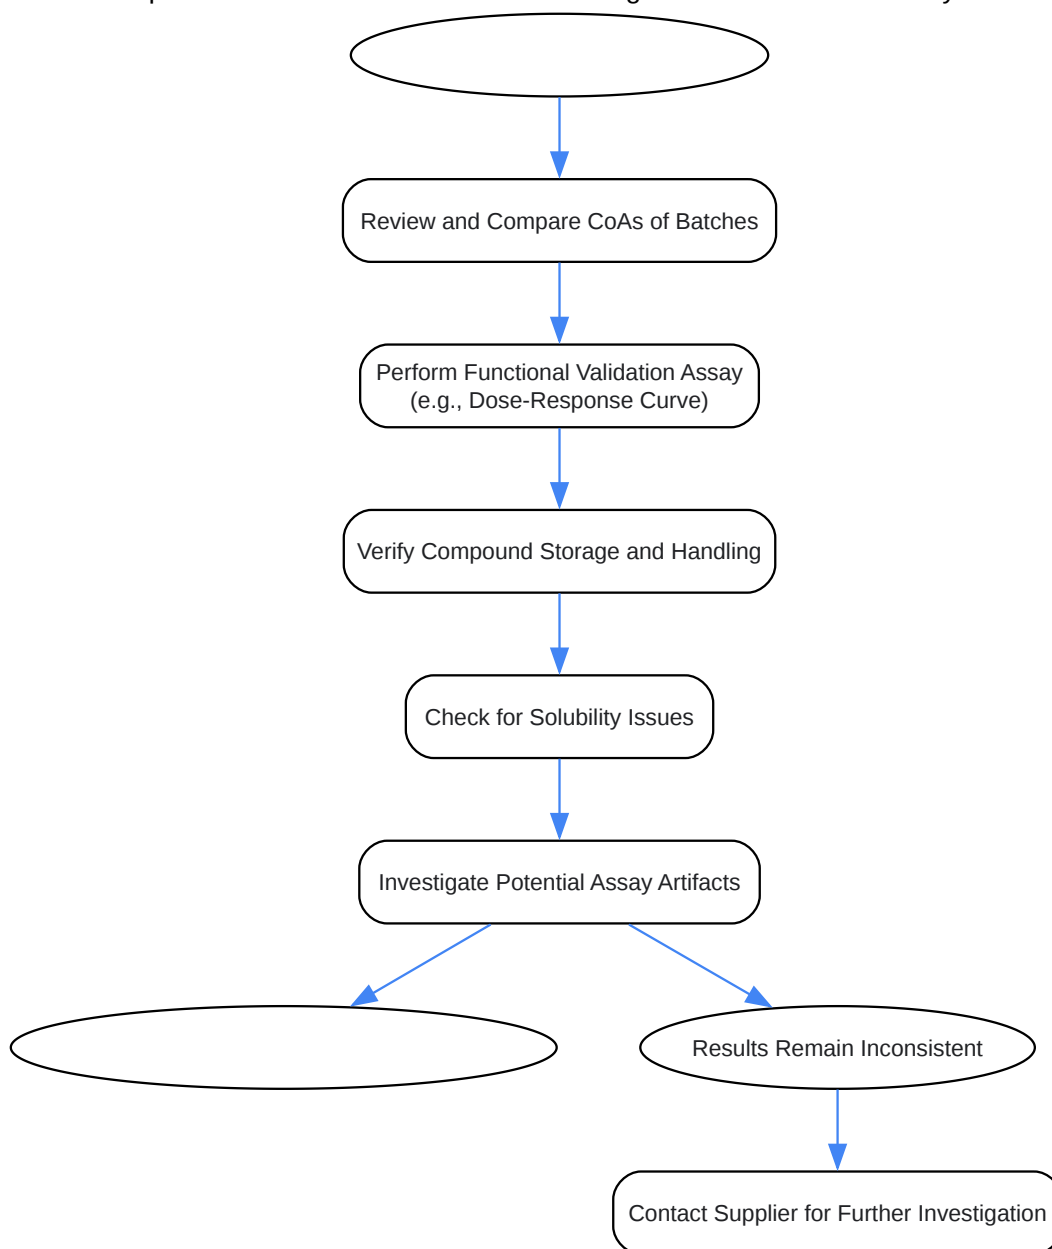 Review and Compare CoAs of Batches
Perform Functional Validation Assay
(e.g., Dose-Response Curve)
Verify Compound Storage and Handling
Check for Solubility Issues
Investigate Potential Assay Artifacts
Results Remain Inconsistent
Contact Supplier for Further Investigation